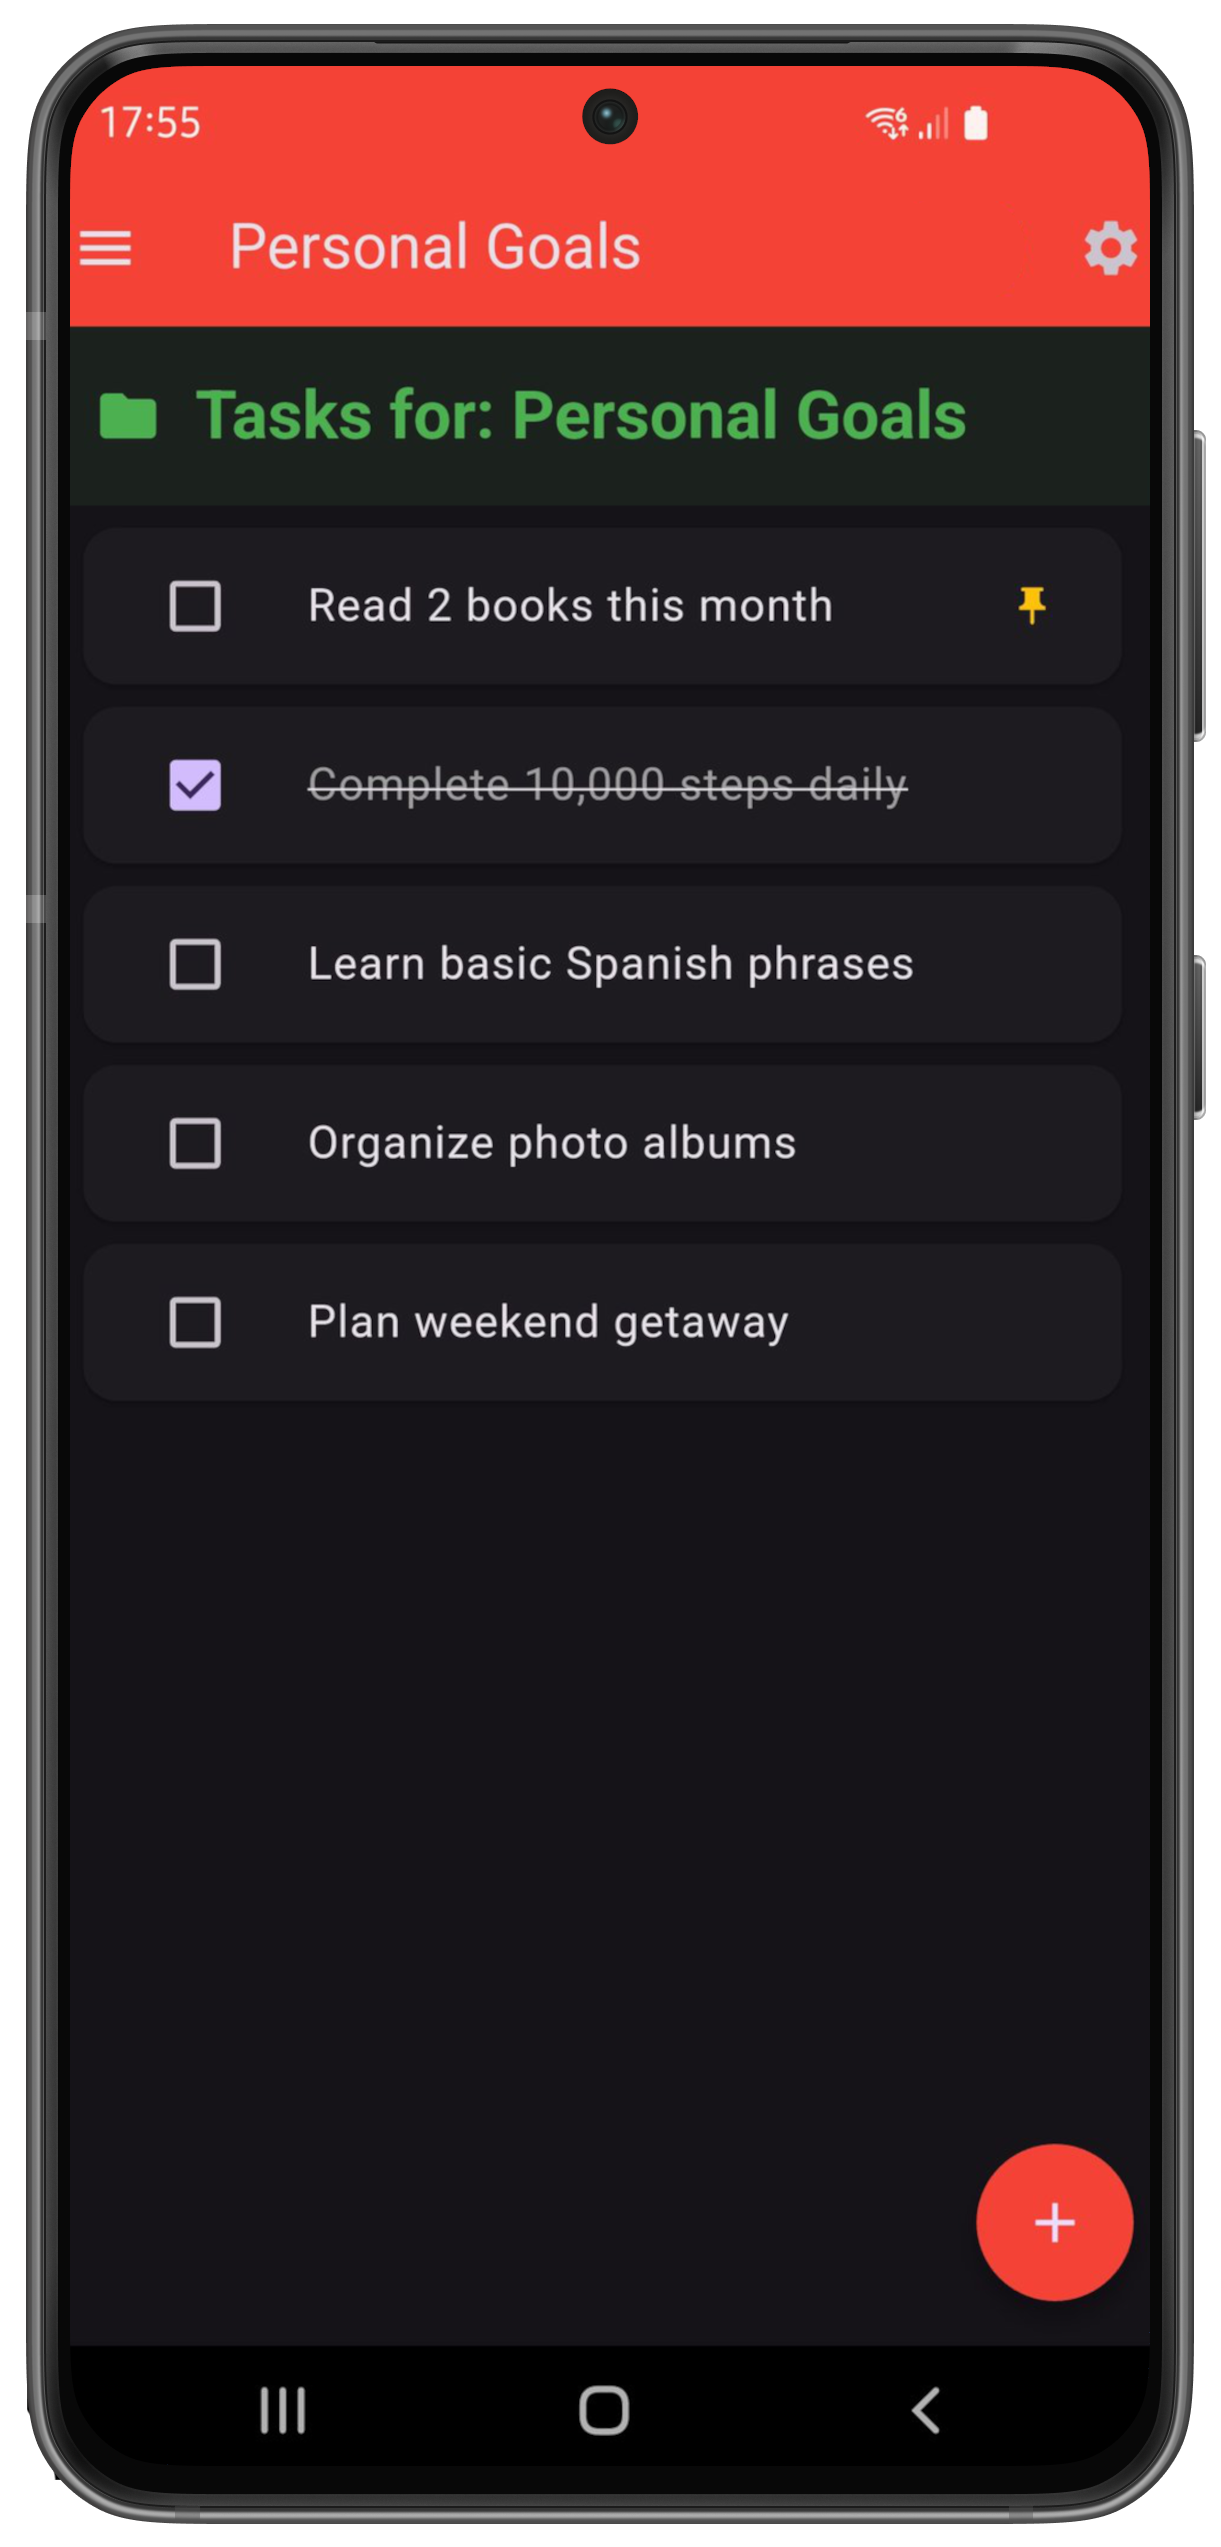 17:55
Personal Goals
Tasks for: Personal Goals
Read 2 books this month
Complete 10,000 steps daily
Learn basic Spanish phrases
Organize photo albums
Plan weekend getaway